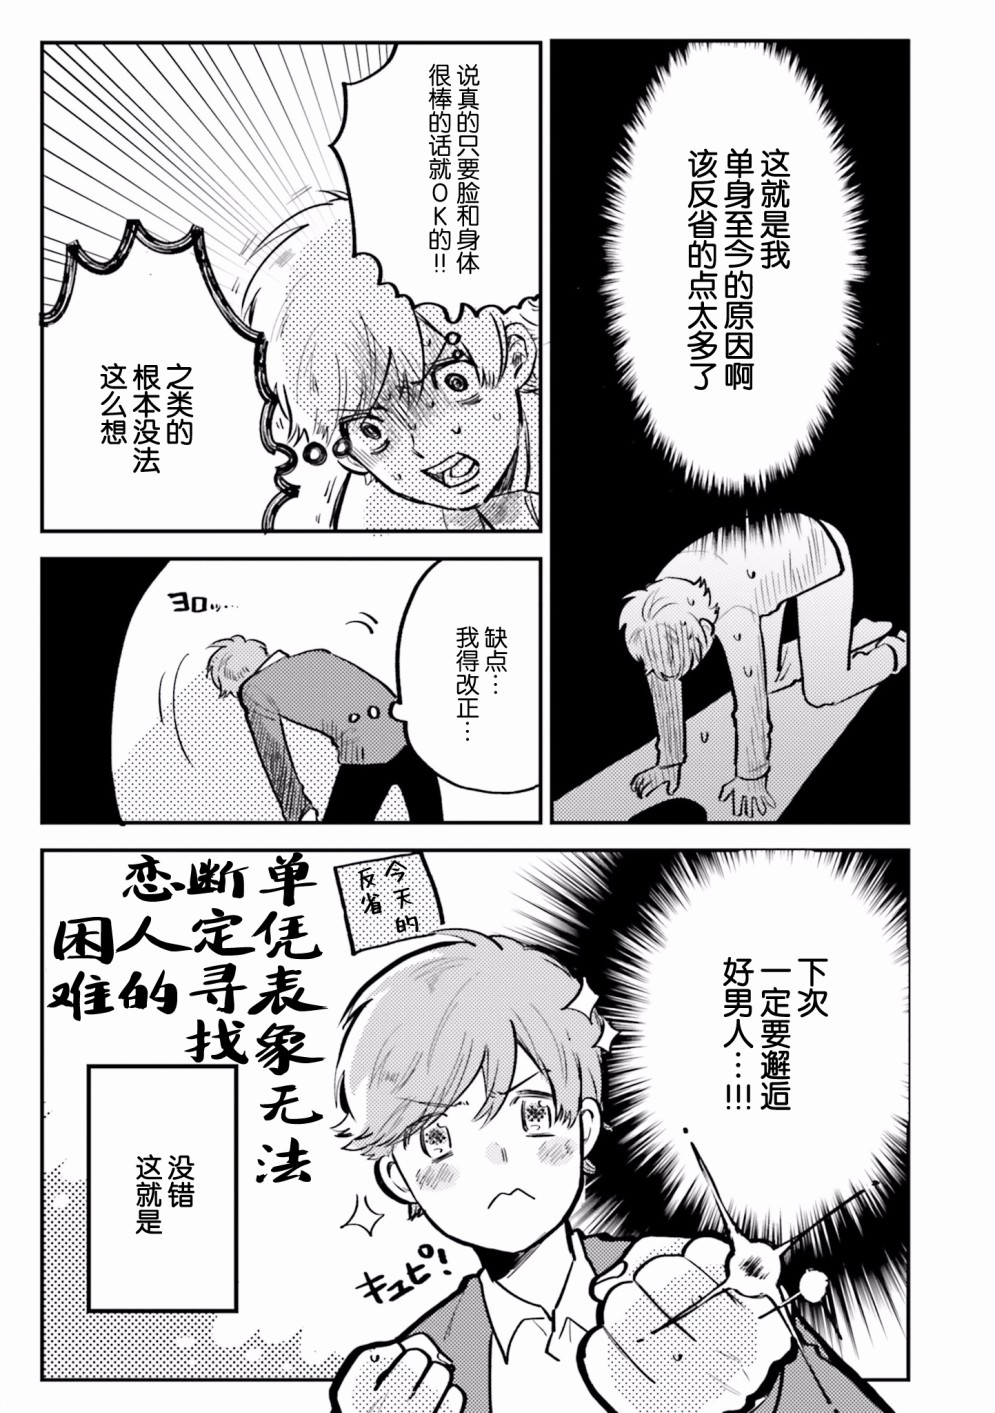 这就是我
单身至今的原因啊
该反省的点太多了
说真的只要脸和身体
很棒的话就OK的!!
之类的
根本没法
这么想
缺点…
我得改正…
ヨロッ…
下次
一定要邂逅
好男人…!!!
今天的
反省
单凭表象无法
断定寻找
恋人的
困难
没错
这就是
キュピ!